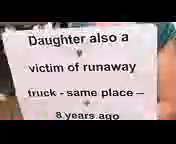 Daughter also a
victim of runaway
truck - same place -
8 years ago